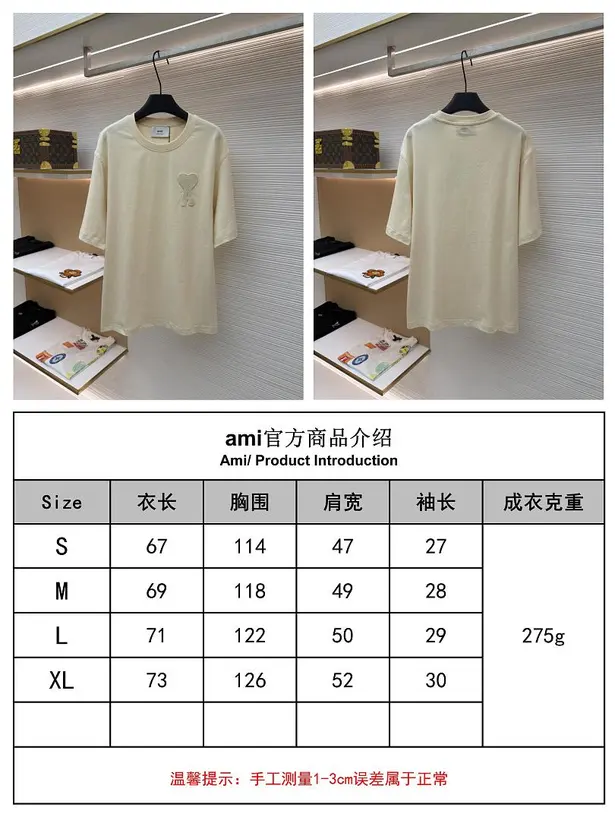 ami官方商品介绍
Ami/ Product Introduction
Size 衣长 胸围 肩宽 袖长 成衣克重
S 67 114 47 27
M 69 118 49 28
L 71 122 50 29
275g
XL 73 126 52 30
温馨提示：手工测量1-3cm误差属于正常